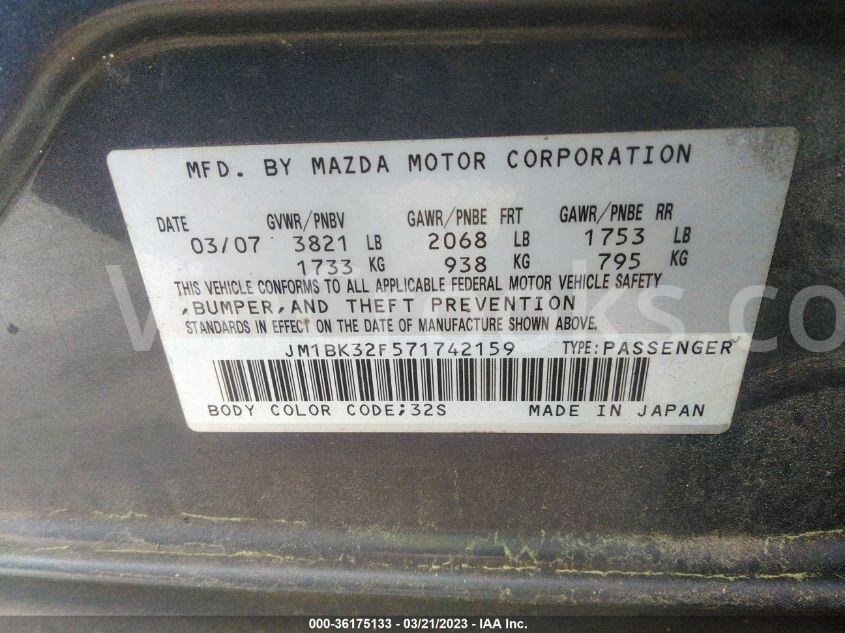 MFD. BY MAZDA MOTOR CORPORATION
DATE GVWR/PNBV GAWR/PNBE FRT GAWR/PNBE RR
03/07 3821 LB 2068 LB 1753 LB
1733 KG 938 KG 795 KG
THIS VEHICLE CONFORMS TO ALL APPLICABLE FEDERAL MOTOR VEHICLE SAFETY
,BUMPER,AND THEFT PREVENTION
STANDARDS IN EFFECT ON THE DATE OF MANUFACTURE SHOWN ABOVE.
JM1BK32F571742159 TYPE:PASSENGER
BODY COLOR CODE;32S MADE IN JAPAN
000-36175133 - 03/21/2023 - IAA Inc.